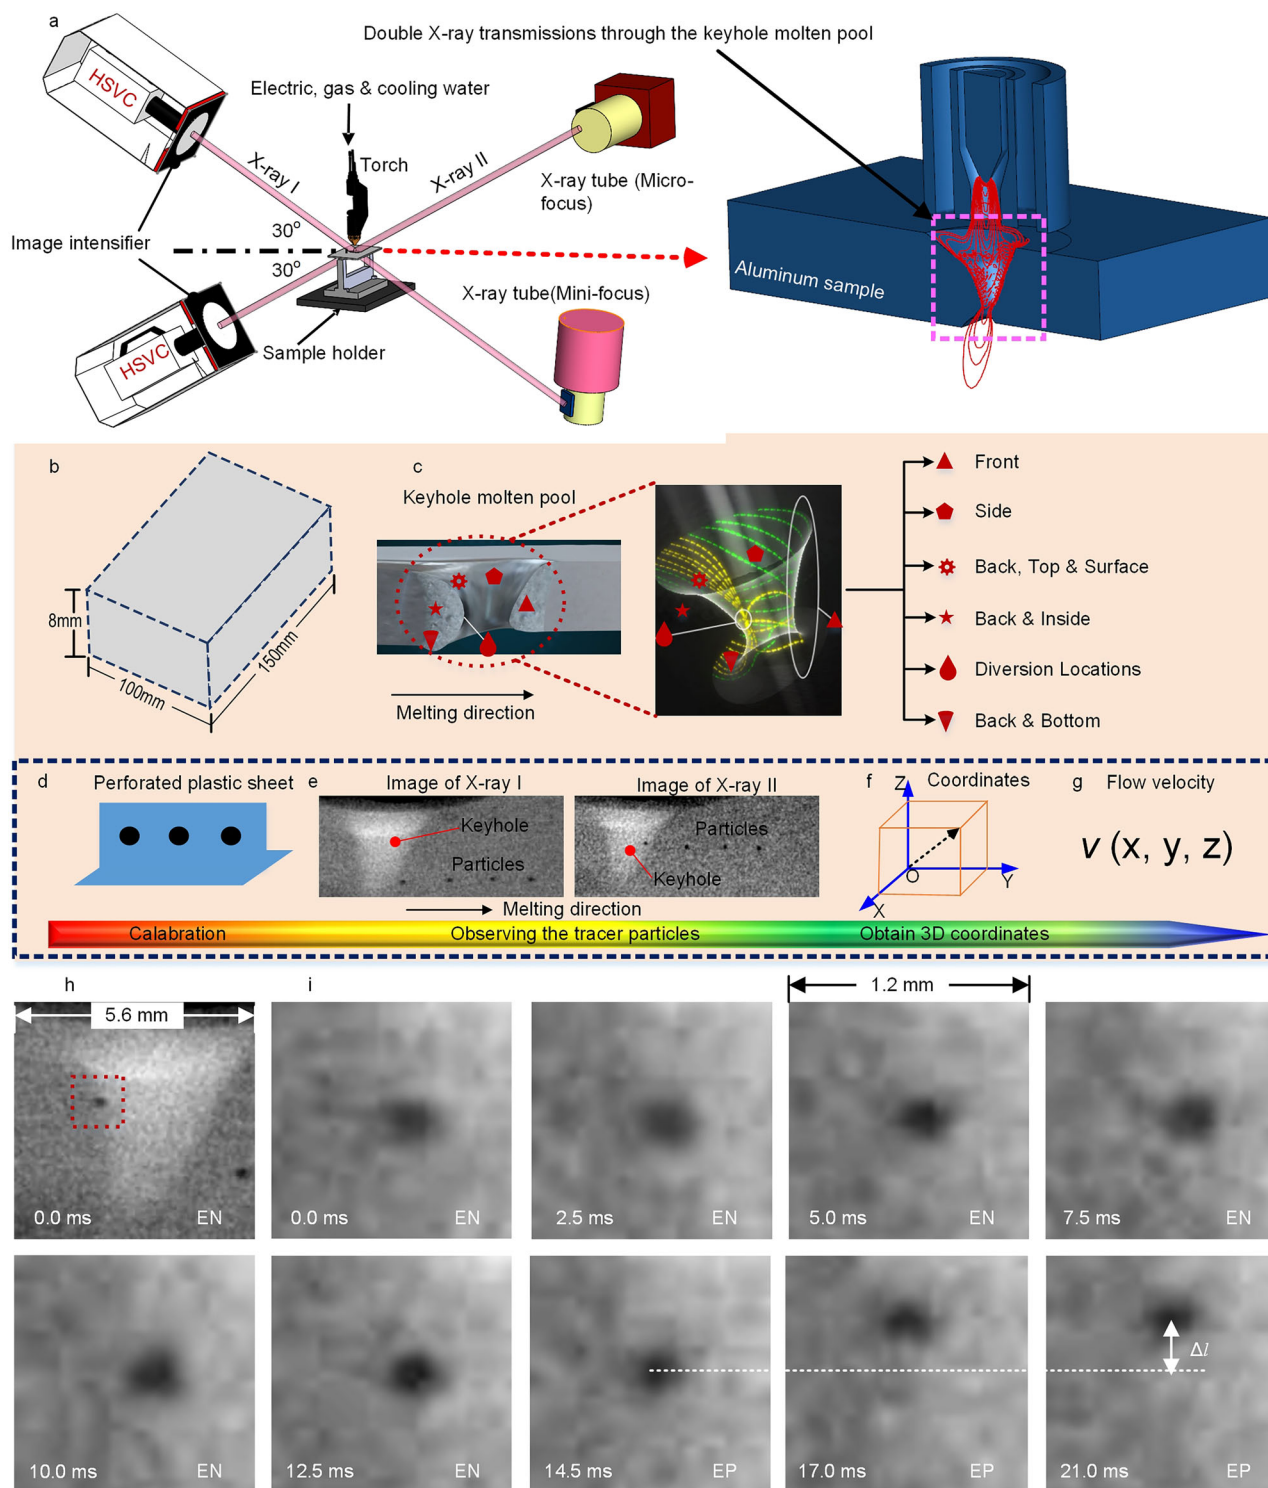 a
Double X-ray transmissions through the keyhole molten pool
HSVC
Electric, gas & cooling water
X-ray I
Torch
X-ray II
X-ray tube (Micro-
focus)
Image intensifier
30°
30°
Aluminum sample
X-ray tube(Mini-focus)
HSVC
Sample holder
b
8mm
100mm
150mm
c
Keyhole molten pool
Melting direction
Front
Side
Back, Top & Surface
Back & Inside
Diversion Locations
Back & Bottom
d
Perforated plastic sheet
e
Image of X-ray I
Keyhole
Particles
Image of X-ray II
Particles
Keyhole
Melting direction
f
Coordinates
Z
O
Y
X
g
Flow velocity
v (x, y, z)
Calabration
Observing the tracer particles
Obtain 3D coordinates
h
5.6 mm
0.0 ms EN
i
1.2 mm
0.0 ms EN
2.5 ms EN
5.0 ms EN
7.5 ms EN
10.0 ms EN
12.5 ms EN
14.5 ms EP
17.0 ms EP
Δl
21.0 ms EP